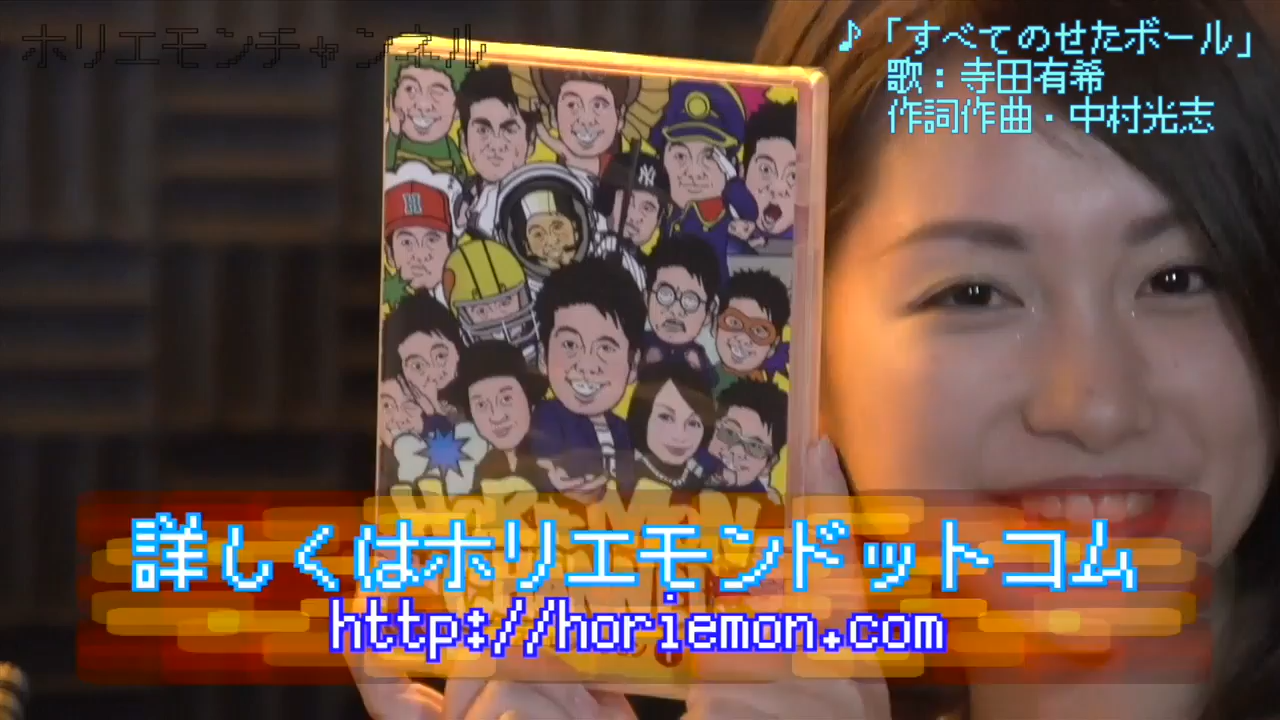 ホリエモンチャンネル
♪「すべてのせたボール」
歌：寺田有希
作詞作曲・中村光志
NY
H
HORIEMON
詳しくはホリエモンドットコム
http://horiemon.com